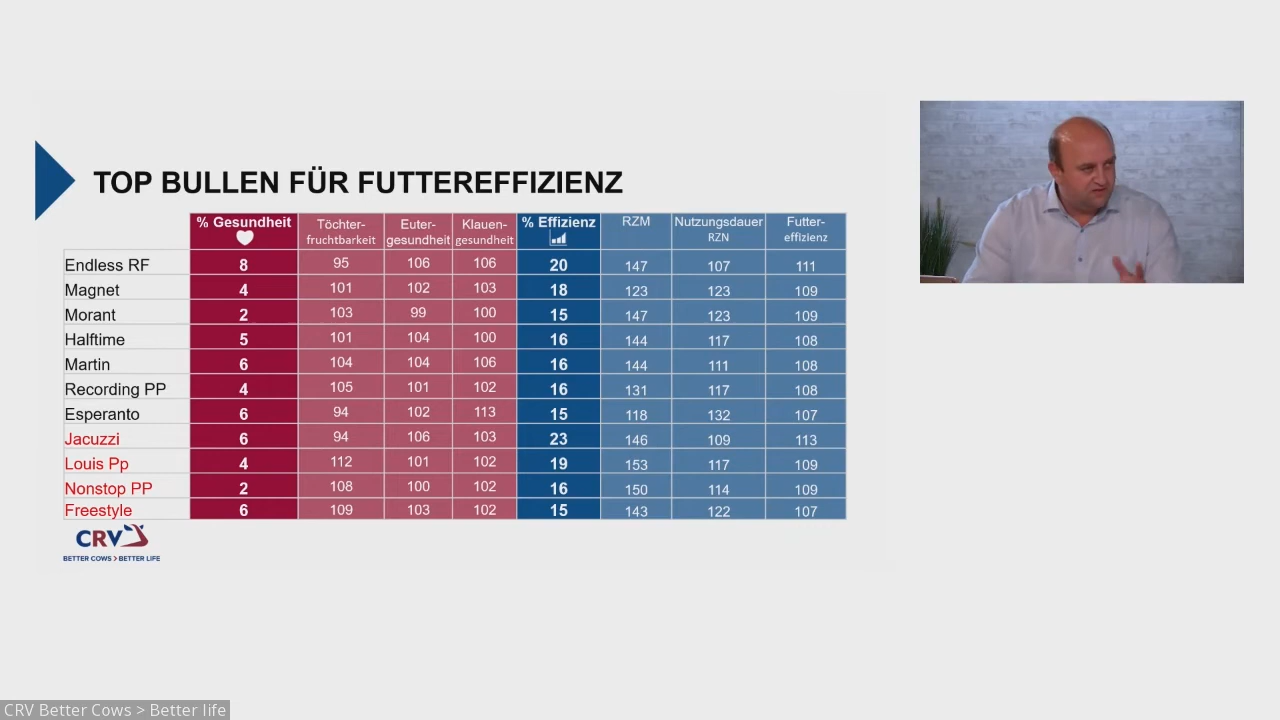 TOP BULLEN FÜR FUTTEREFFIZIENZ
% Gesundheit Töchter-fruchtbarkeit Euter-gesundheit Klauen-gesundheit % Effizienz RZM Nutzungsdauer RZN Futter-effizienz
Endless RF 8 95 106 106 20 147 107 111
Magnet 4 101 102 103 18 123 123 109
Morant 2 103 99 100 15 147 123 109
Halftime 5 101 104 100 16 144 117 108
Martin 6 104 104 106 16 144 111 108
Recording PP 4 105 101 102 16 131 117 108
Esperanto 6 94 102 113 15 118 132 107
Jacuzzi 6 94 106 103 23 146 109 113
Louis Pp 4 112 101 102 19 153 117 109
Nonstop PP 2 108 100 102 16 150 114 109
Freestyle 6 109 103 102 15 143 122 107
CRV
BETTER COWS > BETTER LIFE
CRV Better Cows > Better life